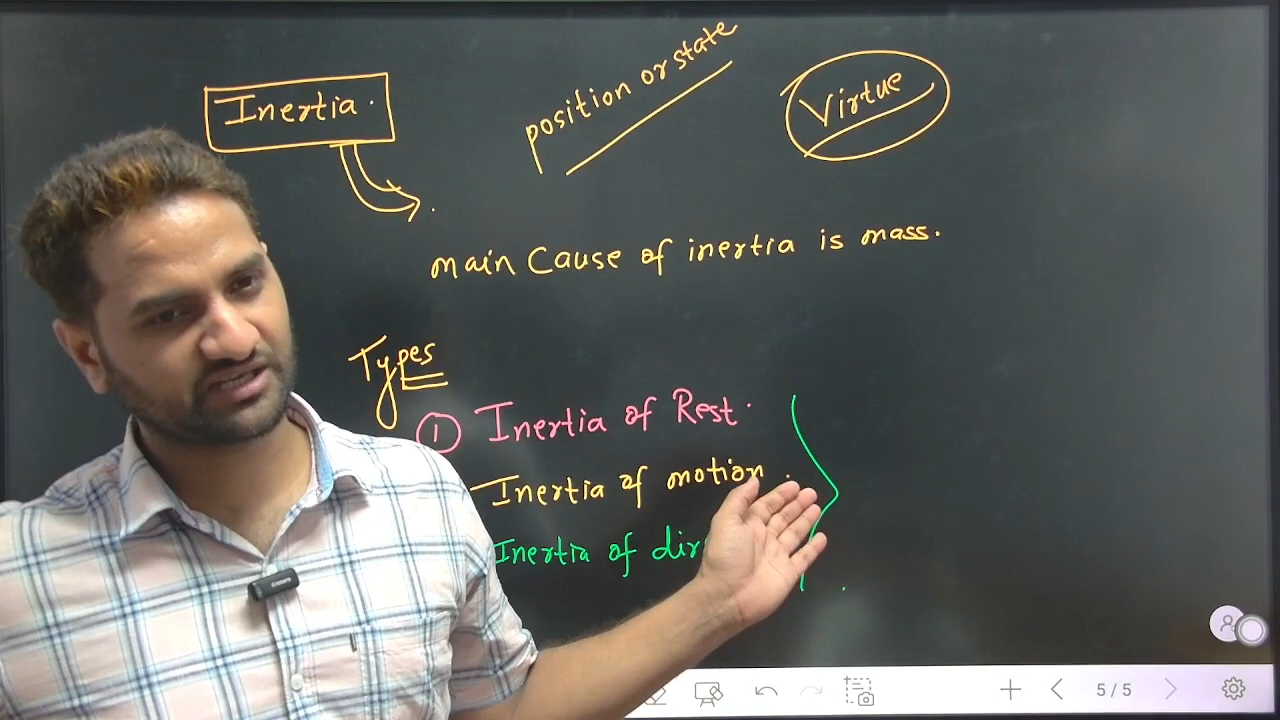 Inertia.
position or state
Virtue
main Cause of inertia is mass.
Types
① Inertia of Rest.
Inertia of motion.
Inertia of
5 / 5